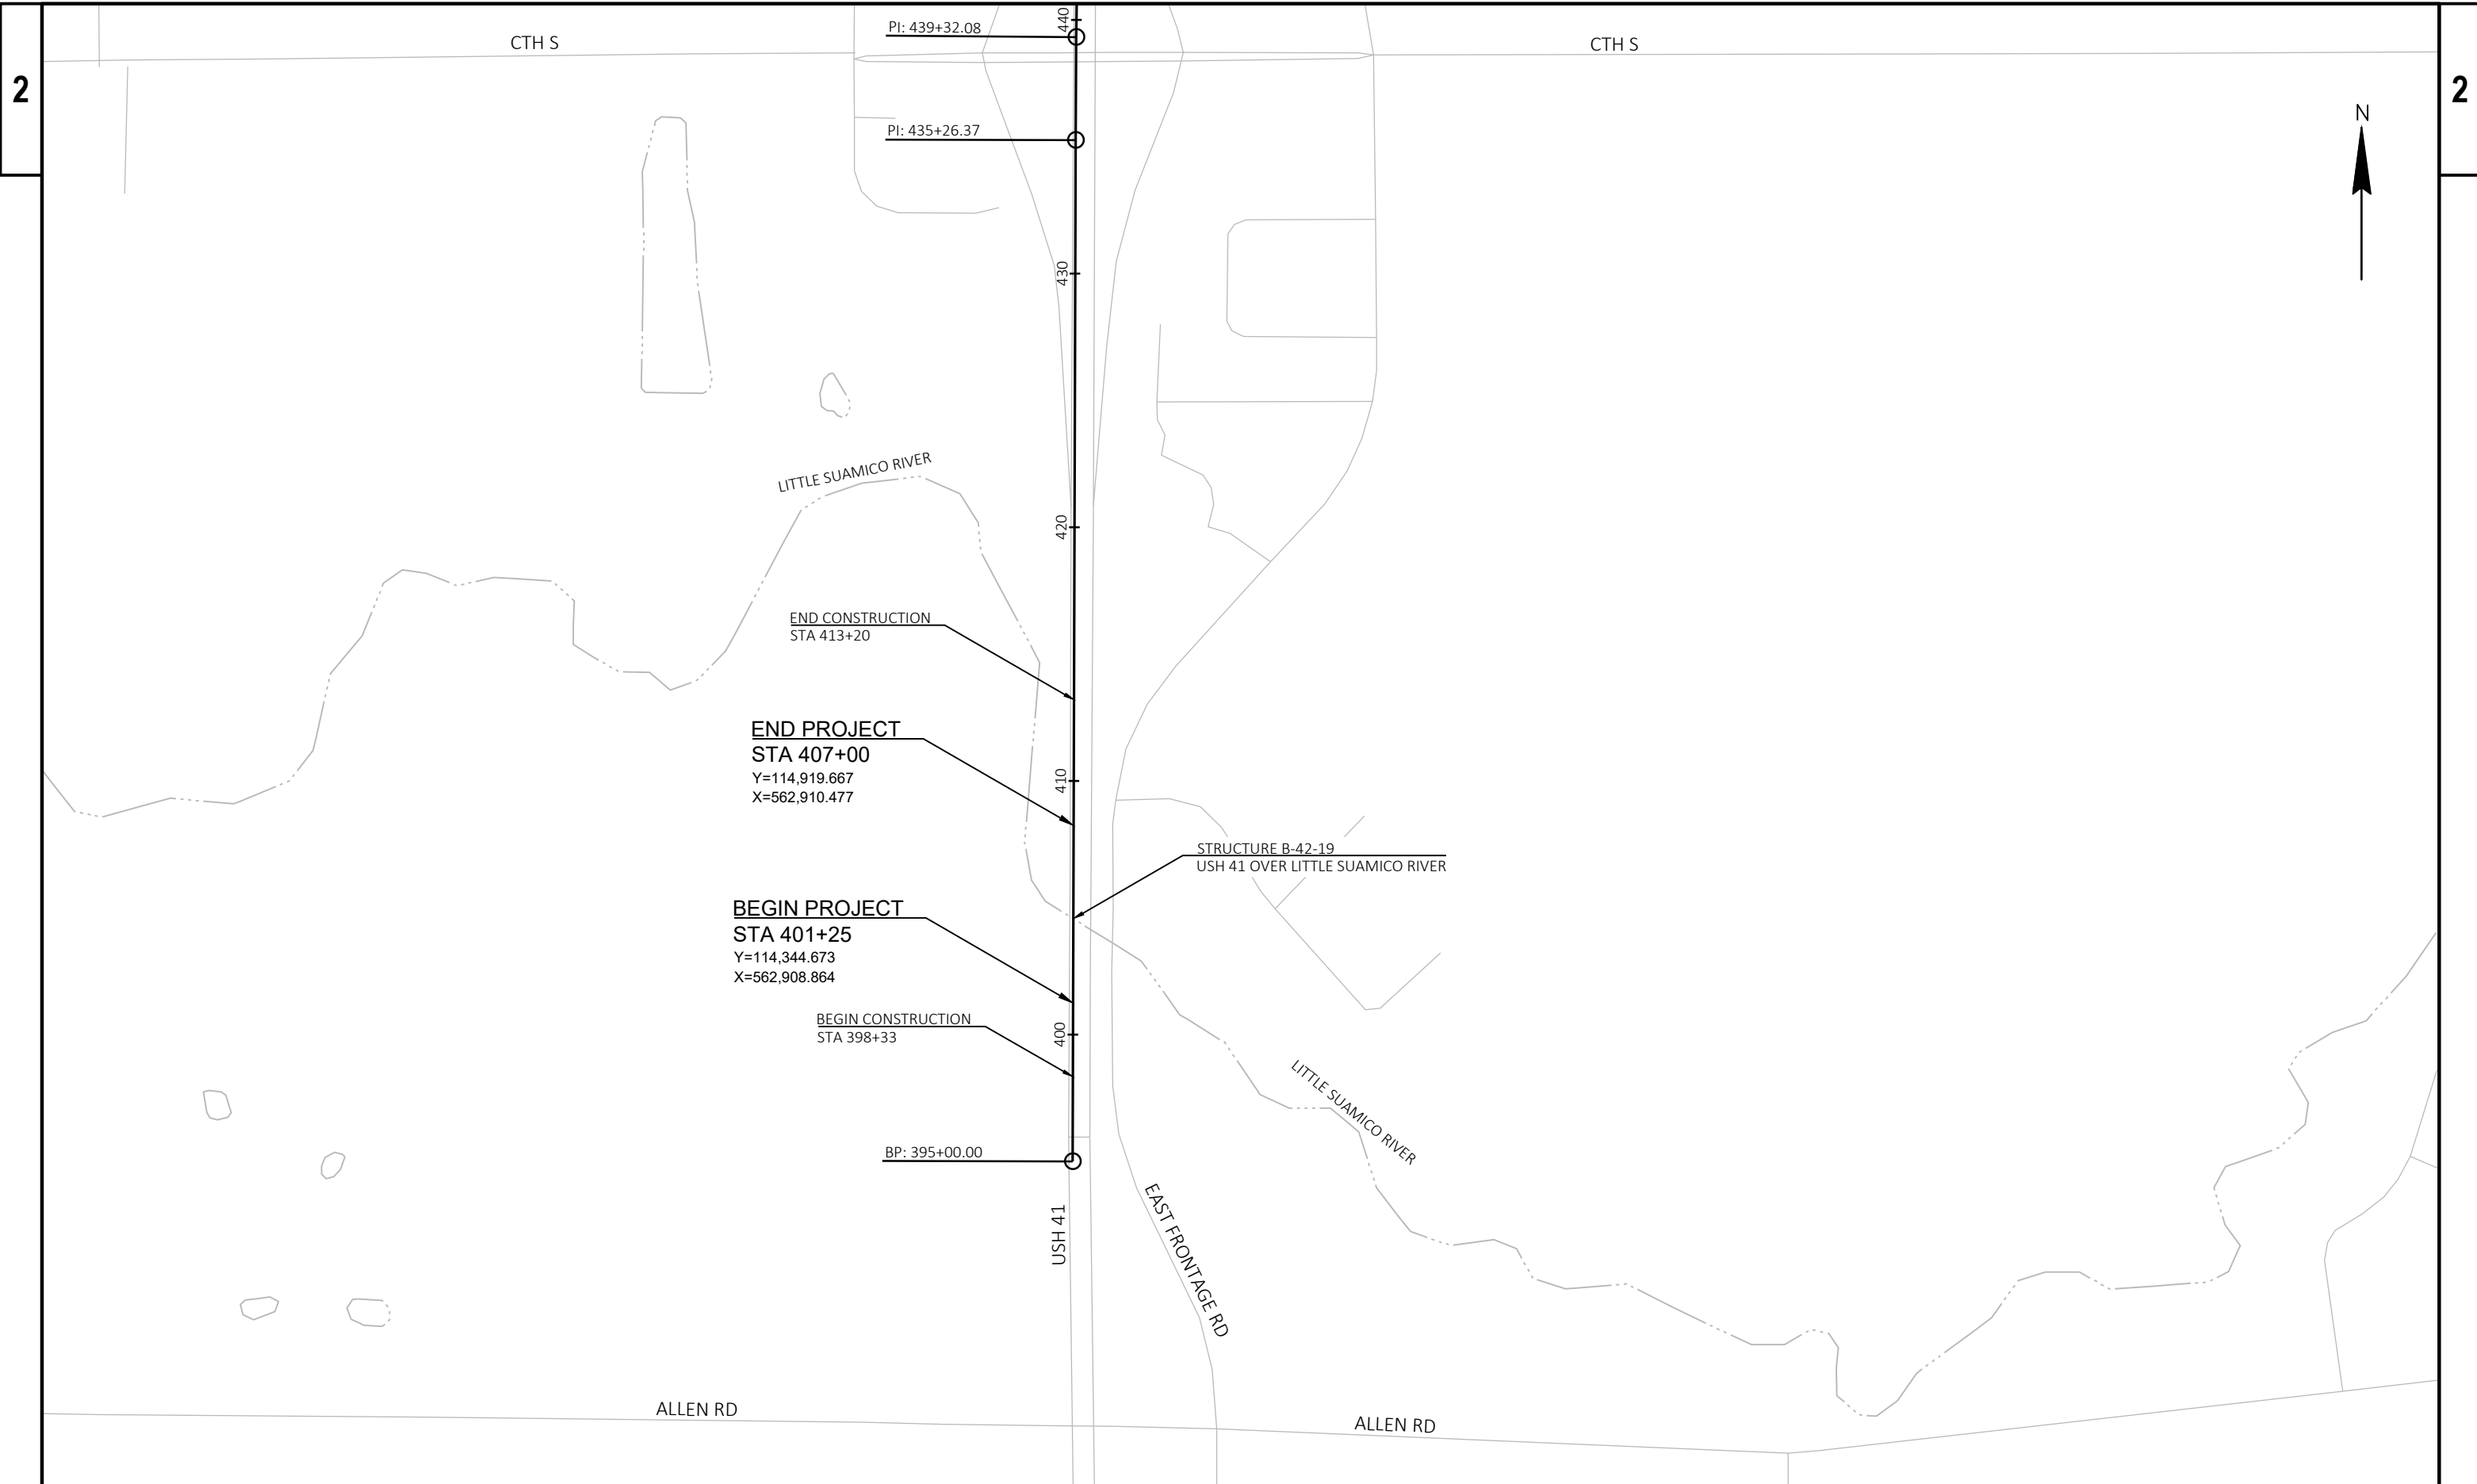 PI: 439+32.08
440
CTH S
CTH S
2
2
N
PI: 435+26.37
430
LITTLE SUAMICO RIVER
420
END CONSTRUCTION
STA 413+20
END PROJECT
STA 407+00
Y=114,919.667
X=562,910.477
410
STRUCTURE B-42-19
USH 41 OVER LITTLE SUAMICO RIVER
BEGIN PROJECT
STA 401+25
Y=114,344.673
X=562,908.864
BEGIN CONSTRUCTION
STA 398+33
400
LITTLE SUAMICO RIVER
BP: 395+00.00
USH 41
EAST FRONTAGE RD
ALLEN RD
ALLEN RD